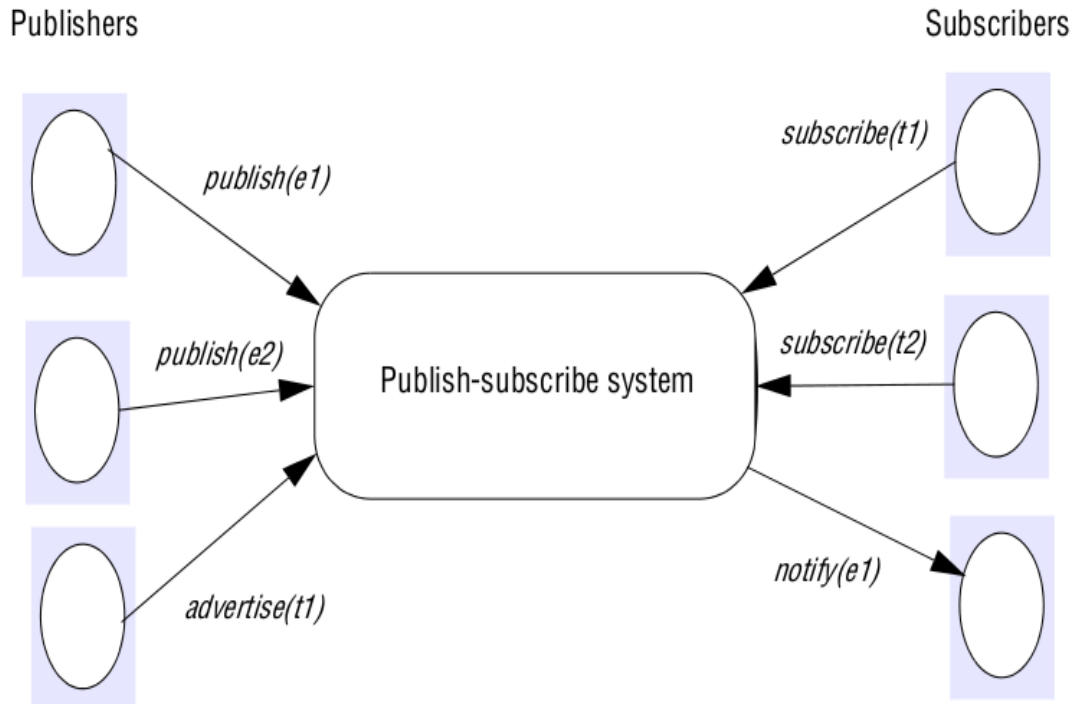 Publishers
Subscribers
subscribe(t1)
publish(e1)
subscribe(t2)
publish(e2)
Publish-subscribe system
notify(e1)
advertise(t1)